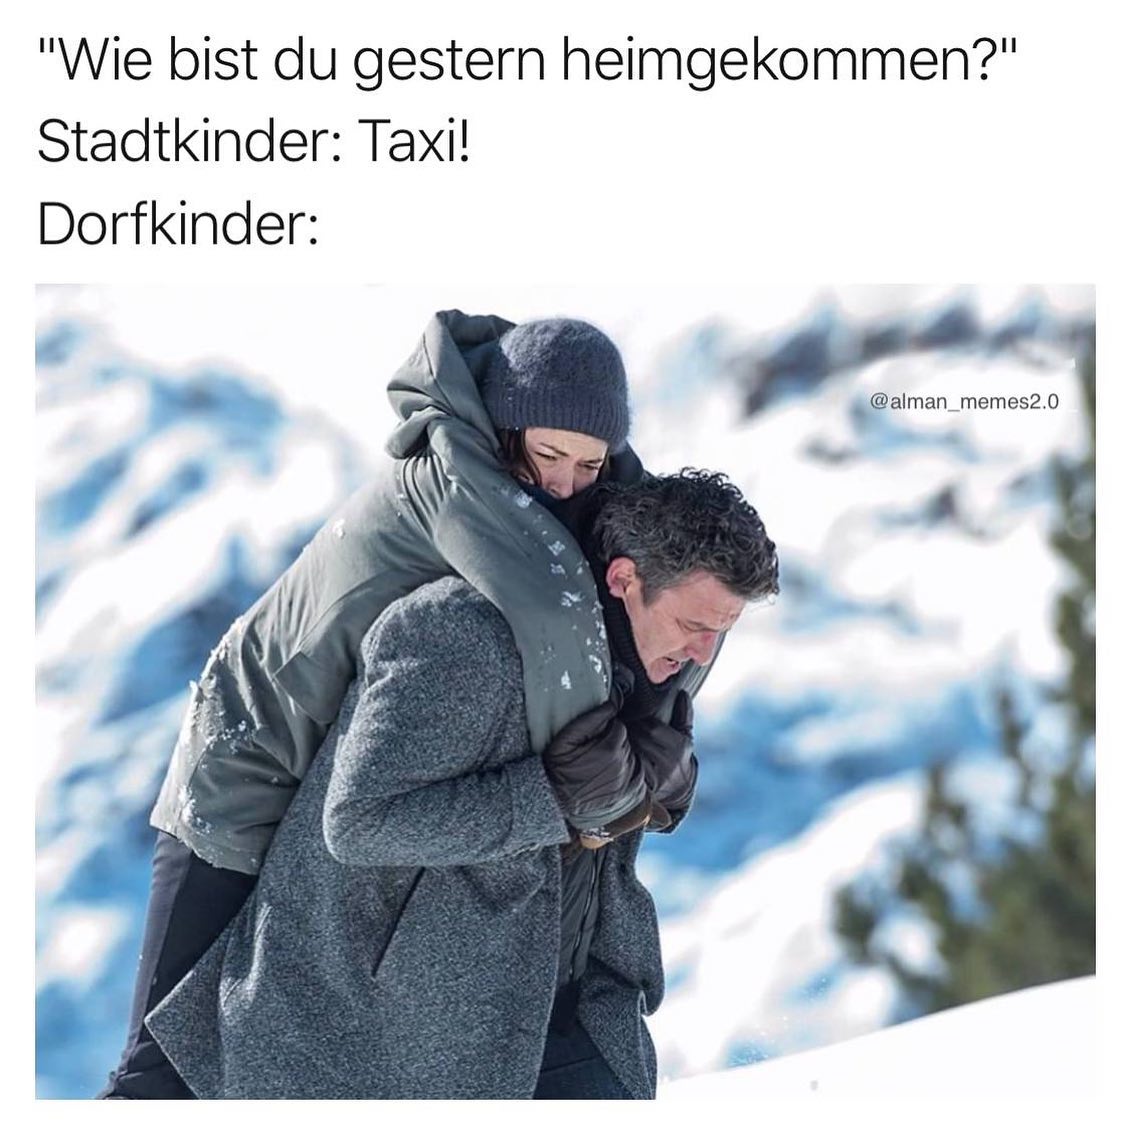 "Wie bist du gestern heimgekommen?"
Stadtkinder: Taxi!
Dorfkinder:
@alman_memes2.0